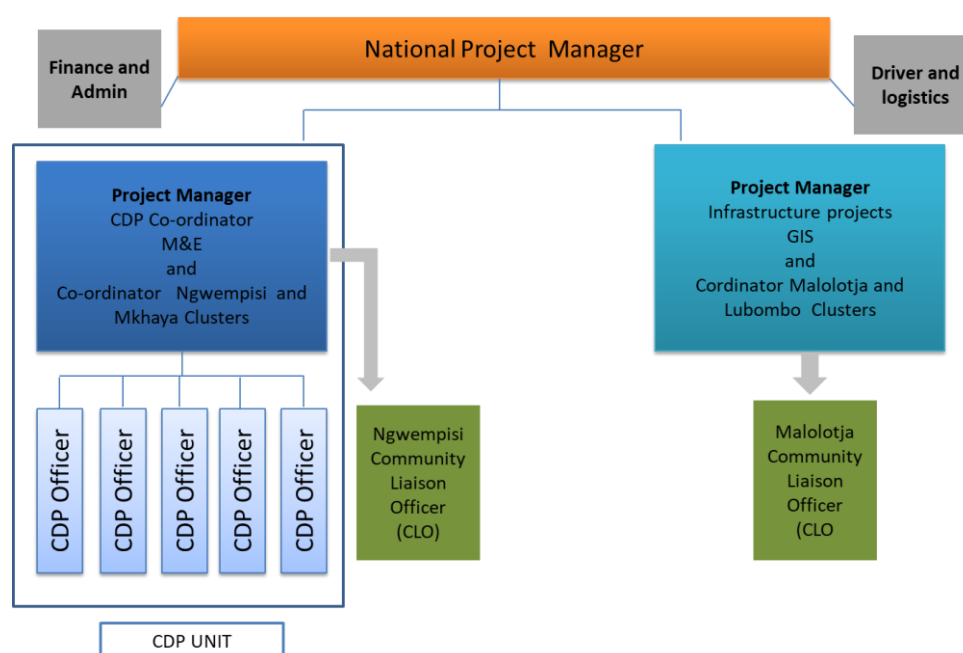 National Project Manager
Finance and
Admin
Driver and
logistics
Project Manager
CDP Co-ordinator
M&E
and
Co-ordinator Ngwempisi and
Mkhaya Clusters
Project Manager
Infrastructure projects
GIS
and
Cordinator Malolotja and
Lubombo Clusters
CDP Officer
CDP Officer
CDP Officer
CDP Officer
CDP Officer
Ngwempisi
Community
Liaison
Officer
(CLO)
Malolotja
Community
Liaison
Officer
(CLO
CDP UNIT